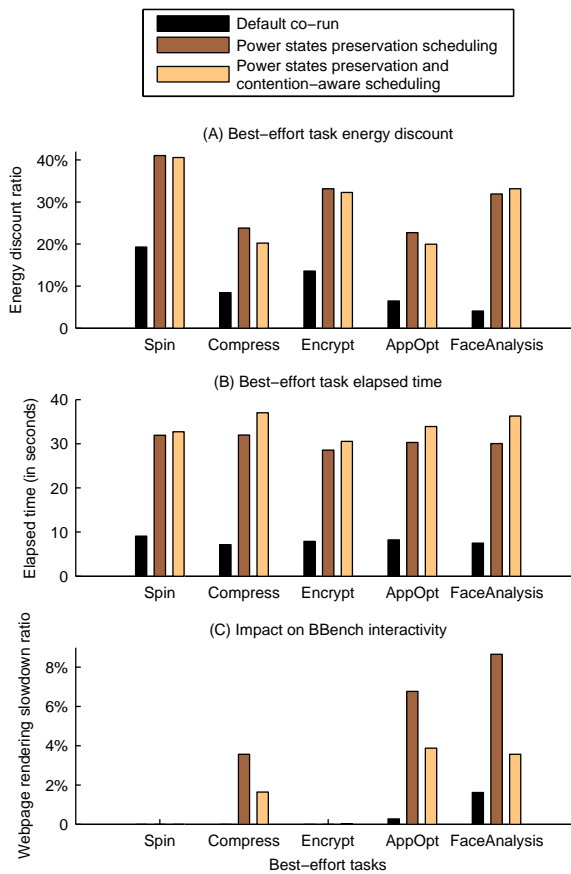 Default co−run
Power states preservation scheduling
Power states preservation and
contention−aware scheduling
(A) Best−effort task energy discount
Energy discount ratio
40%
30%
20%
10%
0
Spin Compress Encrypt AppOpt FaceAnalysis
(B) Best−effort task elapsed time
Elapsed time (in seconds)
40
30
20
10
0
Spin Compress Encrypt AppOpt FaceAnalysis
(C) Impact on BBench interactivity
Webpage rendering slowdown ratio
8%
6%
4%
2%
0
Spin Compress Encrypt AppOpt FaceAnalysis
Best−effort tasks